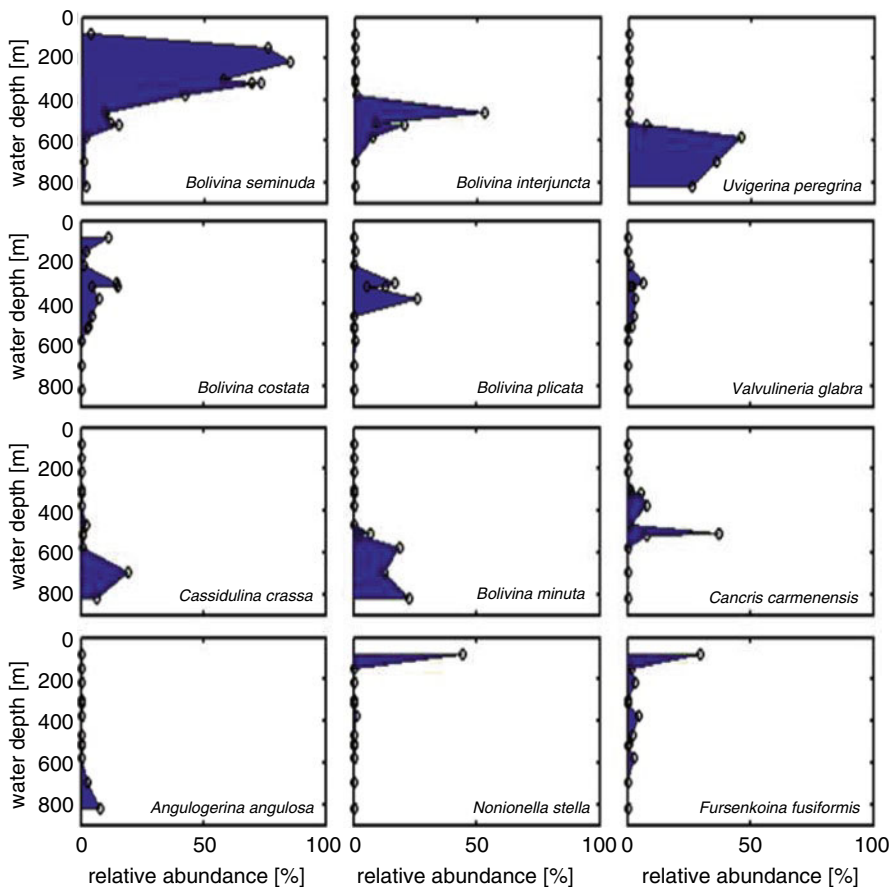 0
200
400
600
800
water depth [m]
Bolivina seminuda
Bolivina interjuncta
Uvigerina peregrina
0
200
400
600
800
water depth [m]
Bolivina costata
Bolivina plicata
Valvulineria glabra
0
200
400
600
800
water depth [m]
Cassidulina crassa
Bolivina minuta
Cancris carmenensis
0
200
400
600
800
water depth [m]
Angulogerina angulosa
Nonionella stella
Fursenkoina fusiformis
0 50 100 0 50 100 0 50 100
relative abundance [%] relative abundance [%] relative abundance [%]